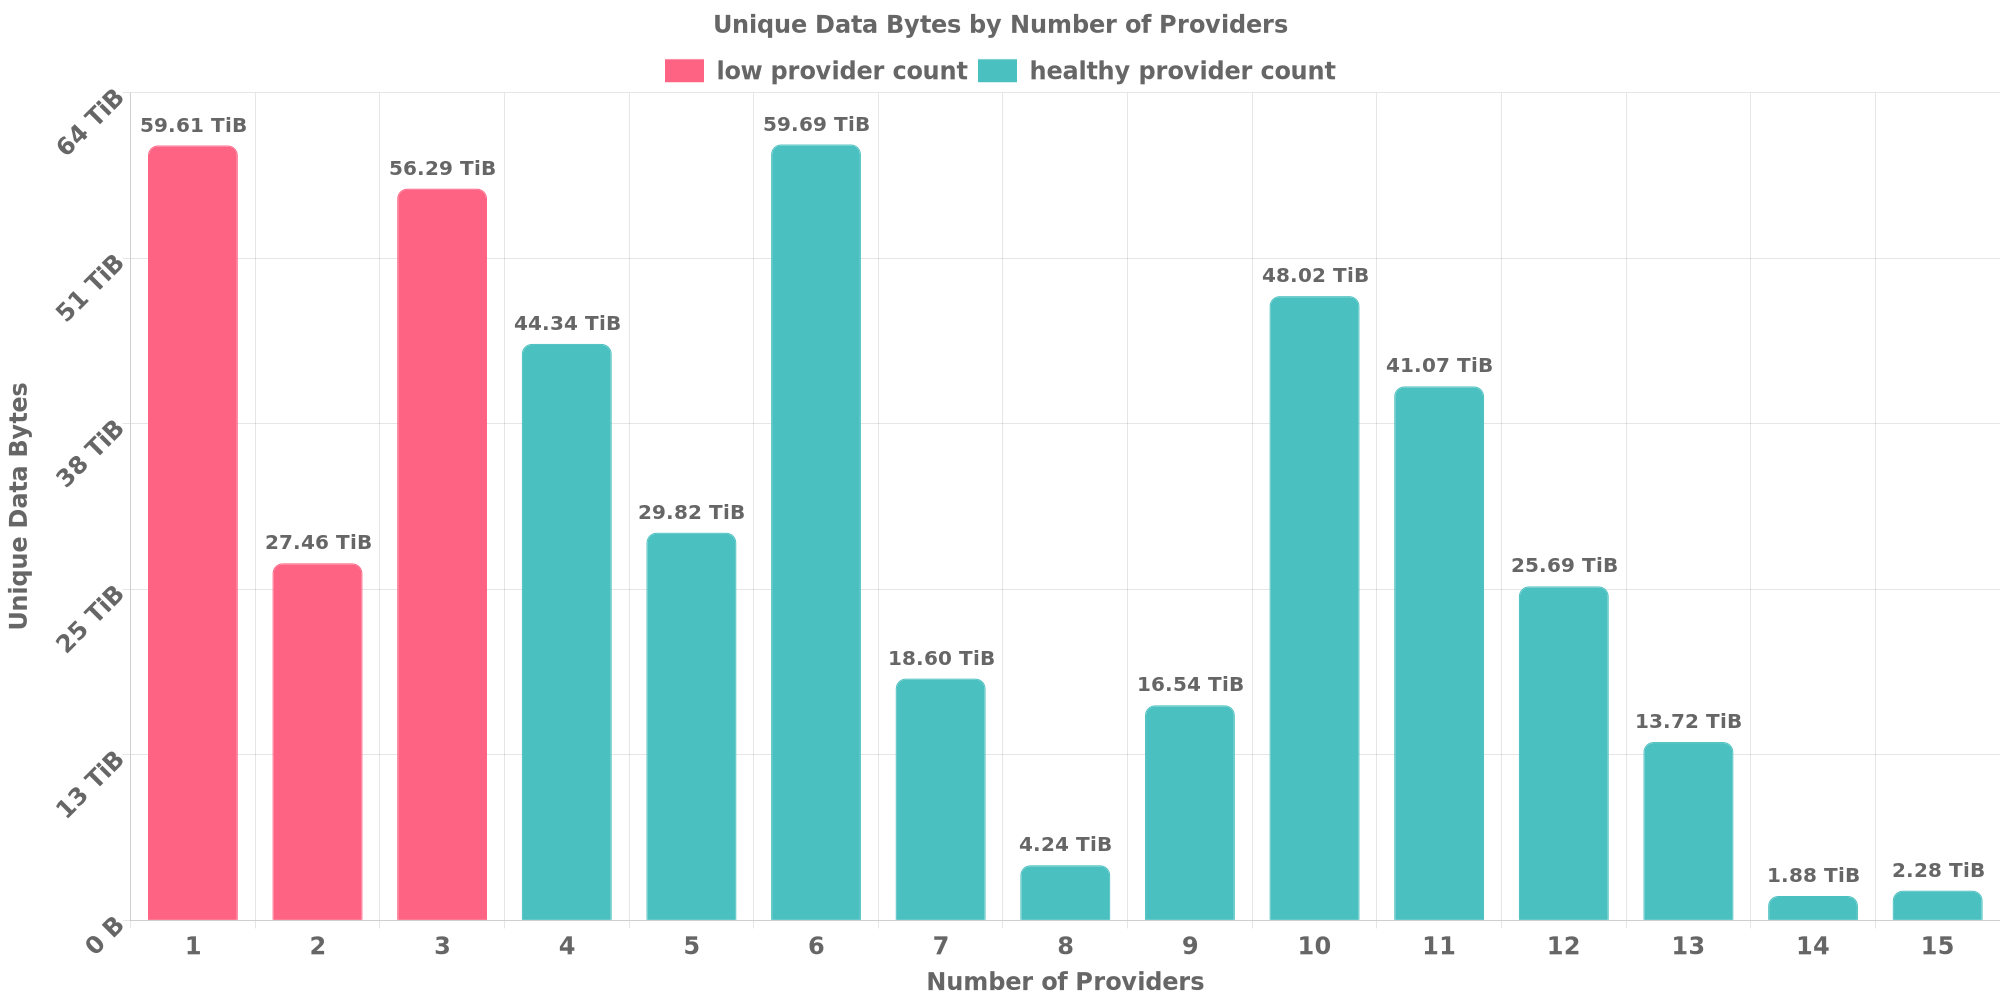 Unique Data Bytes by Number of Providers
low provider count
healthy provider count
64 TiB
51 TiB
38 TiB
25 TiB
13 TiB
0 B
Unique Data Bytes
59.61 TiB
27.46 TiB
56.29 TiB
44.34 TiB
29.82 TiB
59.69 TiB
18.60 TiB
4.24 TiB
16.54 TiB
48.02 TiB
41.07 TiB
25.69 TiB
13.72 TiB
1.88 TiB
2.28 TiB
1 2 3 4 5 6 7 8 9 10 11 12 13 14 15
Number of Providers